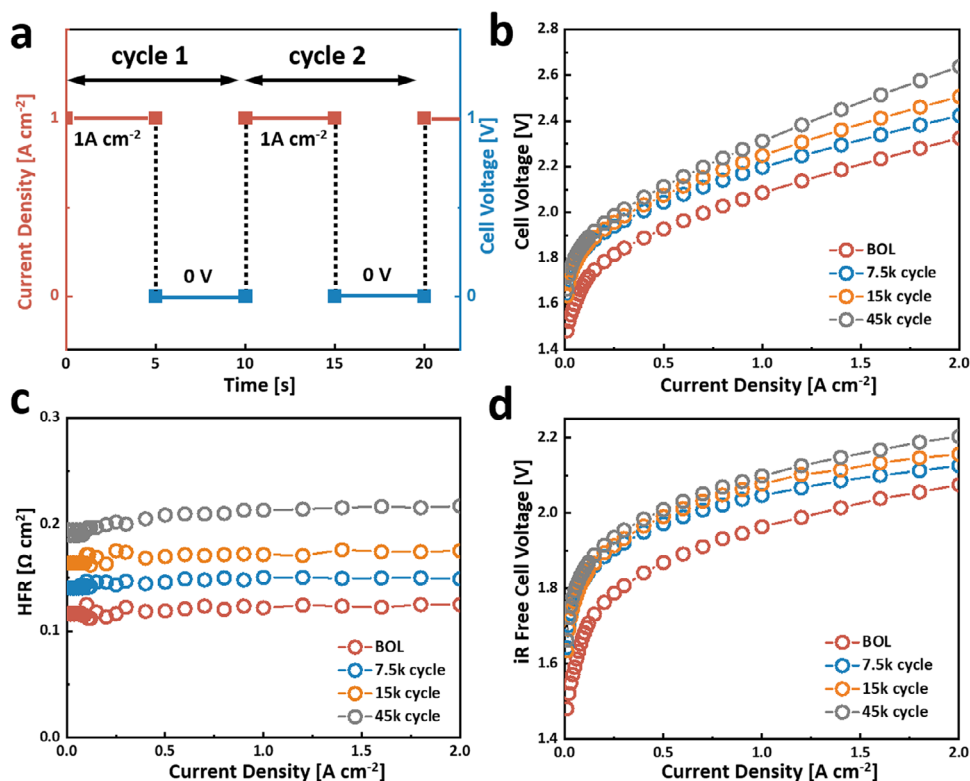 a
cycle 1 cycle 2
1A cm-2 1A cm-2
0 V 0 V
Current Density [A cm-2]
1
0
Cell Voltage [V]
1
0
0 5 10 15 20
Time [s]
b
Cell Voltage [V]
2.8
2.6
2.4
2.2
2.0
1.8
1.6
1.4
BOL
7.5k cycle
15k cycle
45k cycle
0.0 0.5 1.0 1.5 2.0
Current Density [A cm-2]
c
HFR [Ω cm2]
0.3
0.2
0.1
0.0
BOL
7.5k cycle
15k cycle
45k cycle
0.0 0.5 1.0 1.5 2.0
Current Density [A cm-2]
d
iR Free Cell Voltage [V]
2.2
2.0
1.8
1.6
1.4
BOL
7.5k cycle
15k cycle
45k cycle
0.0 0.5 1.0 1.5 2.0
Current Density [A cm-2]